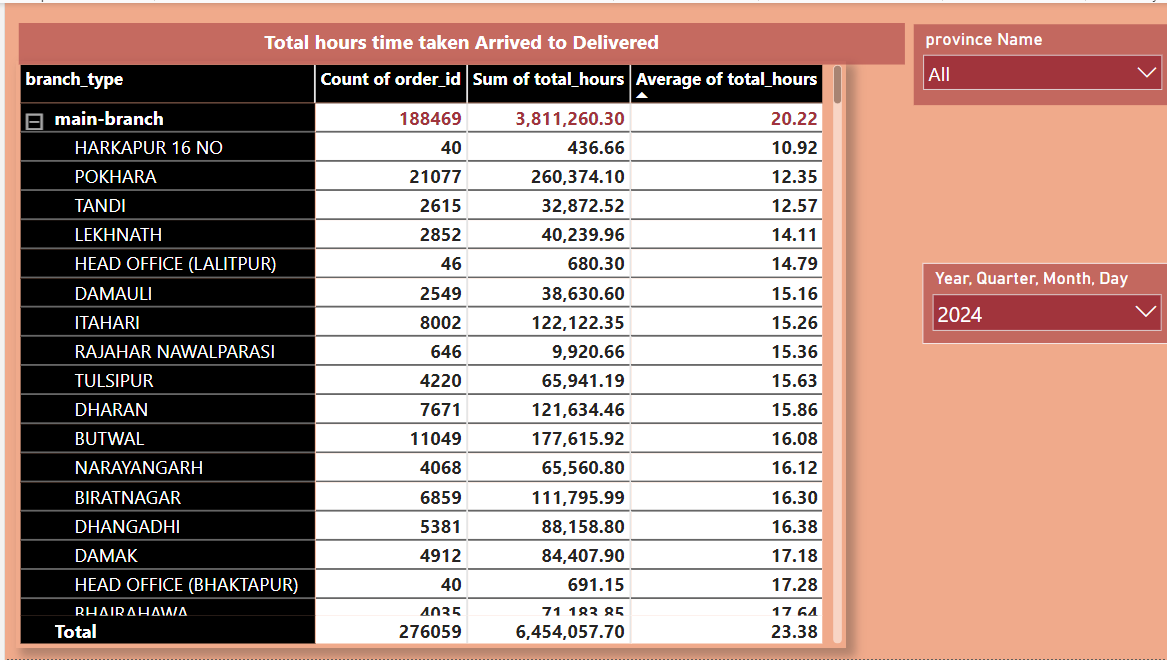 Total hours time taken Arrived to Delivered
province Name
All
branch_type Count of order_id Sum of total_hours Average of total_hours
main-branch 188469 3,811,260.30 20.22
HARKAPUR 16 NO 40 436.66 10.92
POKHARA 21077 260,374.10 12.35
TANDI 2615 32,872.52 12.57
LEKHNATH 2852 40,239.96 14.11
HEAD OFFICE (LALITPUR) 46 680.30 14.79
DAMAULI 2549 38,630.60 15.16
ITAHARI 8002 122,122.35 15.26
RAJAHAR NAWALPARASI 646 9,920.66 15.36
TULSIPUR 4220 65,941.19 15.63
DHARAN 7671 121,634.46 15.86
BUTWAL 11049 177,615.92 16.08
NARAYANGARH 4068 65,560.80 16.12
BIRATNAGAR 6859 111,795.99 16.30
DHANGADHI 5381 88,158.80 16.38
DAMAK 4912 84,407.90 17.18
HEAD OFFICE (BHAKTAPUR) 40 691.15 17.28
BHAIRAHAWA 4035 71,183.85 17.64
Total 276059 6,454,057.70 23.38
Year, Quarter, Month, Day
2024